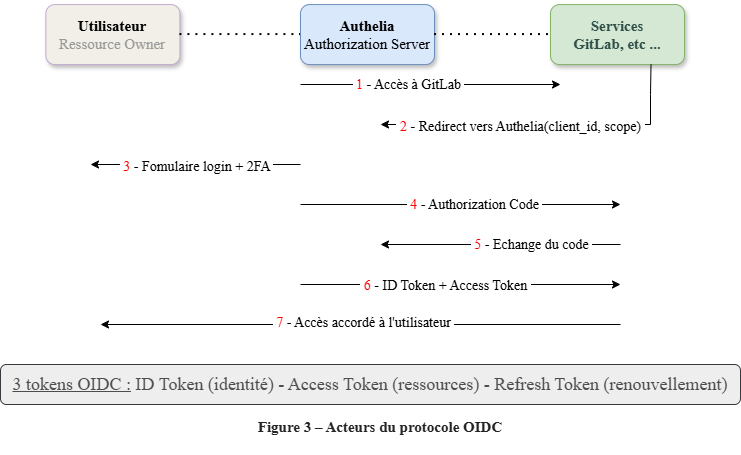 Utilisateur
Ressource Owner
Authelia
Authorization Server
Services
GitLab, etc ...
1 - Accès à GitLab
2 - Redirect vers Authelia(client_id, scope)
3 - Fomulaire login + 2FA
4 - Authorization Code
5 - Echange du code
6 - ID Token + Access Token
7 - Accès accordé à l'utilisateur
3 tokens OIDC : ID Token (identité) - Access Token (ressources) - Refresh Token (renouvellement)
Figure 3 – Acteurs du protocole OIDC